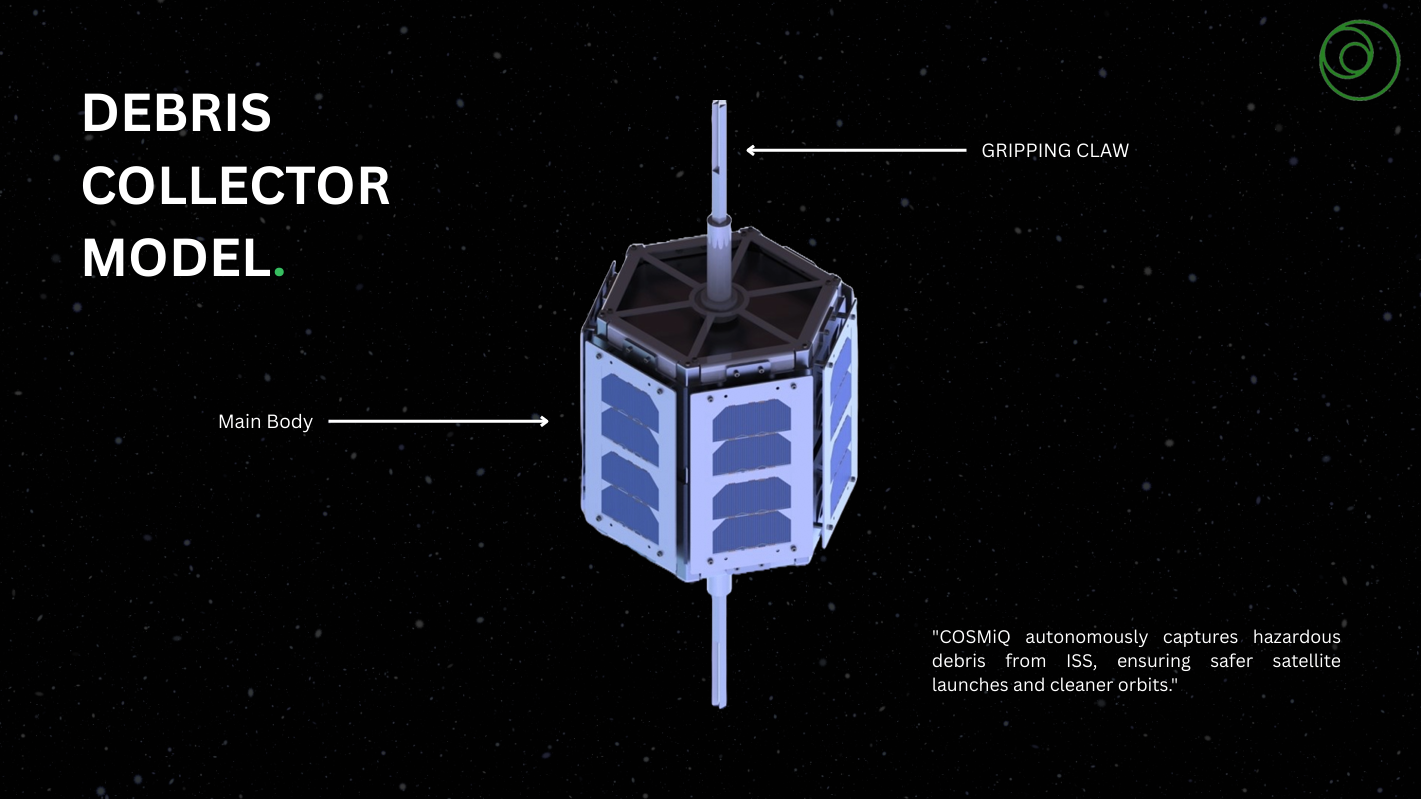 DEBRIS
COLLECTOR
MODEL.
GRIPPING CLAW
Main Body
"COSMiQ autonomously captures hazardous
debris from ISS, ensuring safer satellite
launches and cleaner orbits."